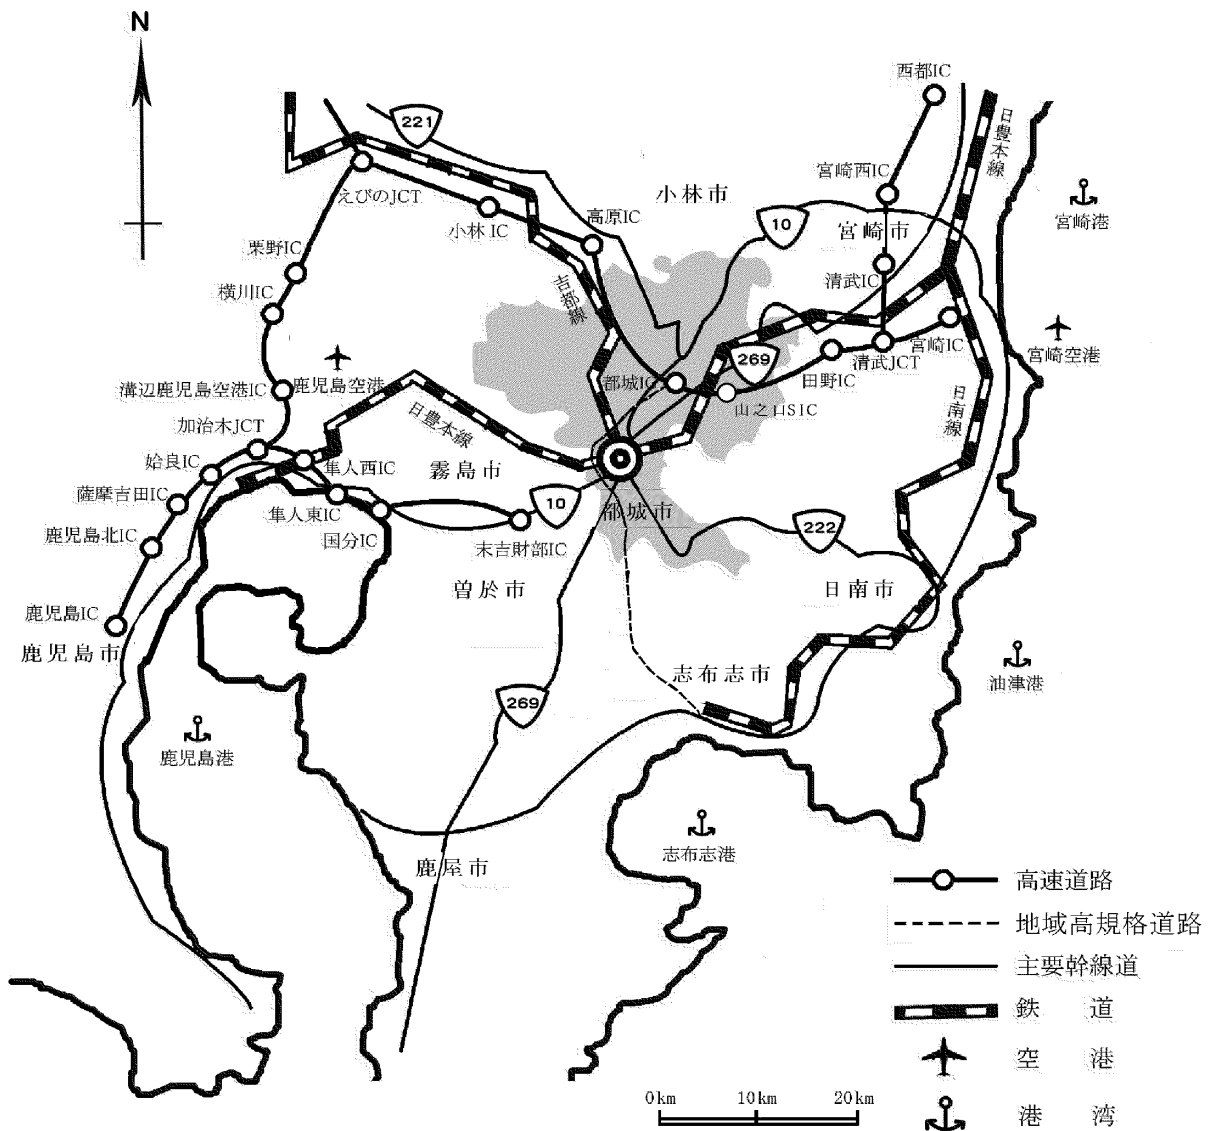 N
西都IC
221
日豊本線
宮崎西IC
えびのJCT
小林市
宮崎港
小林IC
高原IC
10
宮崎市
栗野IC
清武IC
横川IC
吉都線
宮崎IC
宮崎空港
鹿児島空港
269
清武JCT
溝辺鹿児島空港IC
都城IC
田野IC
山之口SIC
日豊本線
日南線
加治木JCT
姶良IC
隼人西IC
霧島市
薩摩吉田IC
隼人東IC
10
都城市
222
鹿児島北IC
国分IC
末吉財部IC
曽於市
日南市
鹿児島IC
鹿児島市
志布志市
油津港
269
鹿児島港
志布志港
鹿屋市
高速道路
地域高規格道路
主要幹線道
鉄道
空港
港湾
0km 10km 20km